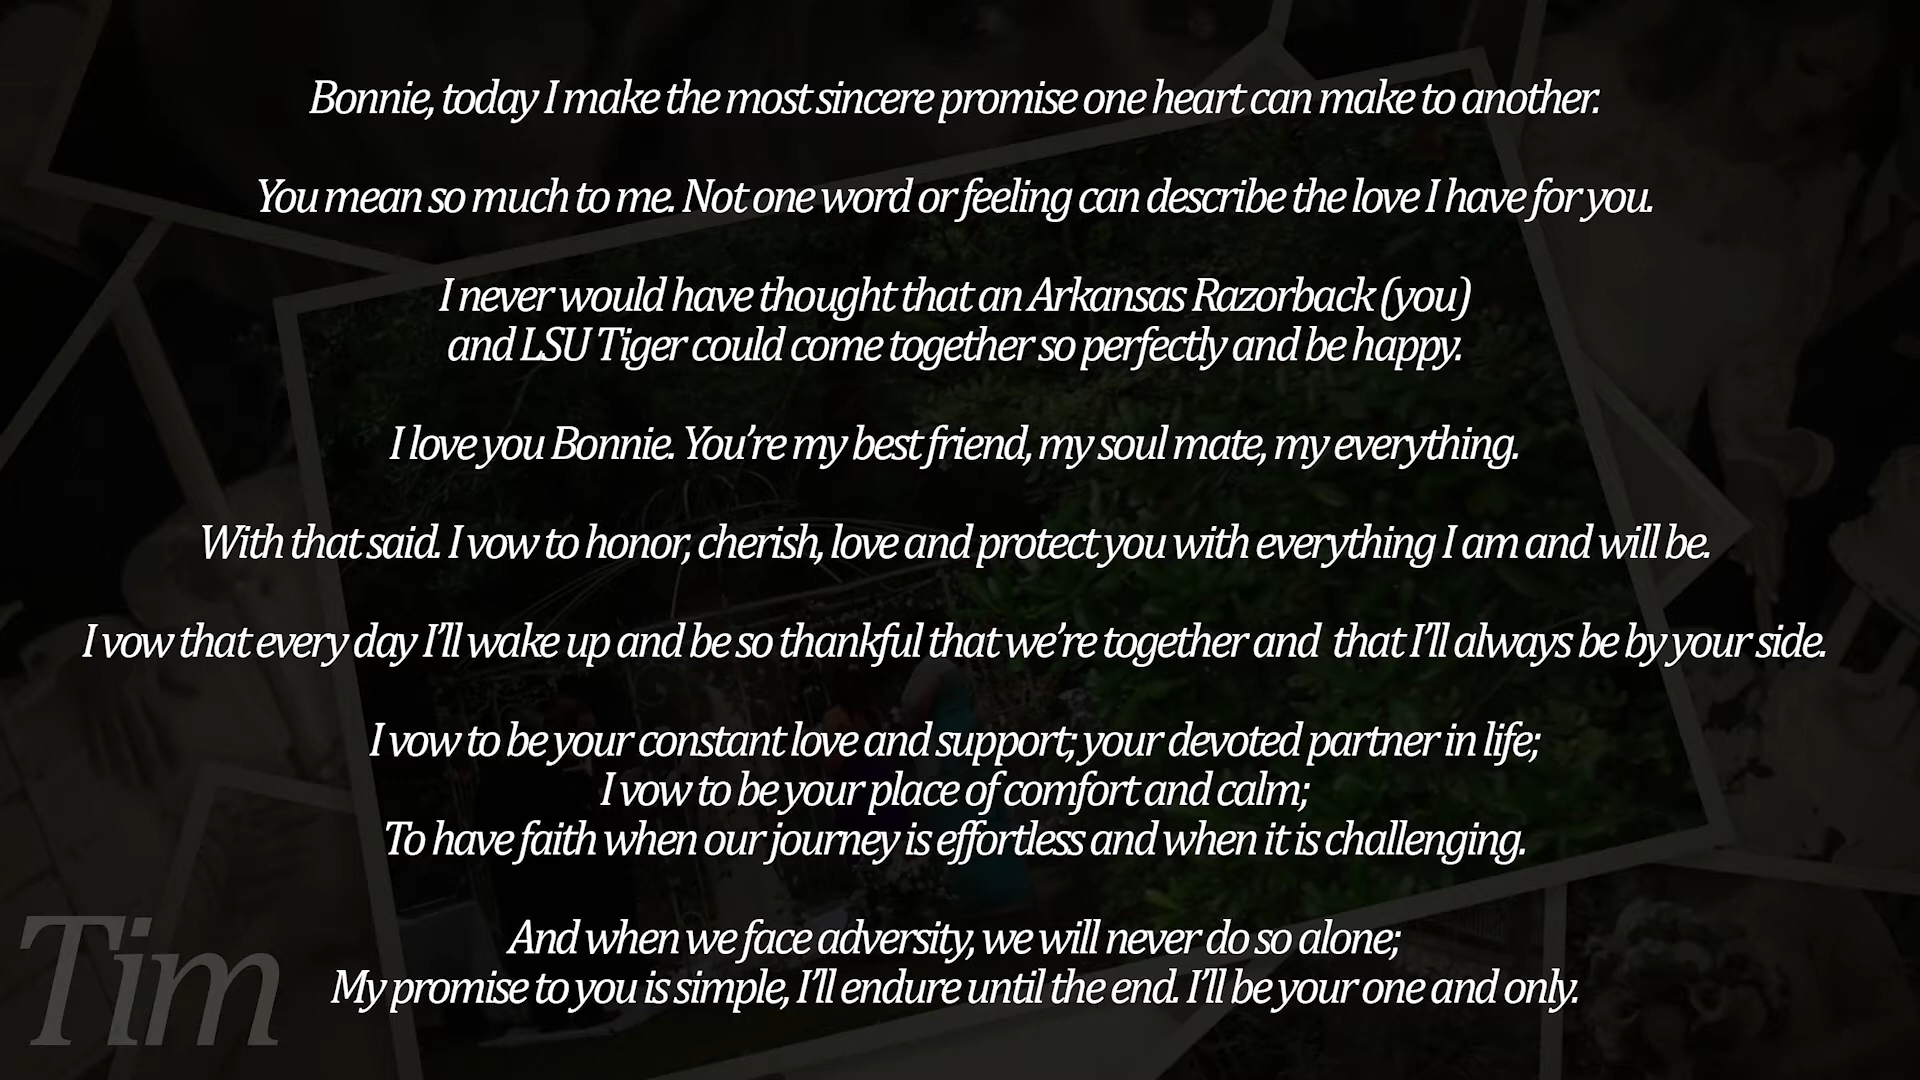 Bonnie, today I make the most sincere promise one heart can make to another.
You mean so much to me. Not one word or feeling can describe the love I have for you.
I never would have thought that an Arkansas Razorback (you)
and LSU Tiger could come together so perfectly and be happy.
I love you Bonnie. You’re my best friend, my soul mate, my everything.
With that said. I vow to honor, cherish, love and protect you with everything I am and will be.
I vow that every day I’ll wake up and be so thankful that we’re together and  that I’ll always be by your side.
I vow to be your constant love and support; your devoted partner in life;
I vow to be your place of comfort and calm;
To have faith when our journey is effortless and when it is challenging.
And when we face adversity, we will never do so alone;
My promise to you is simple, I’ll endure until the end. I’ll be your one and only.
Tim